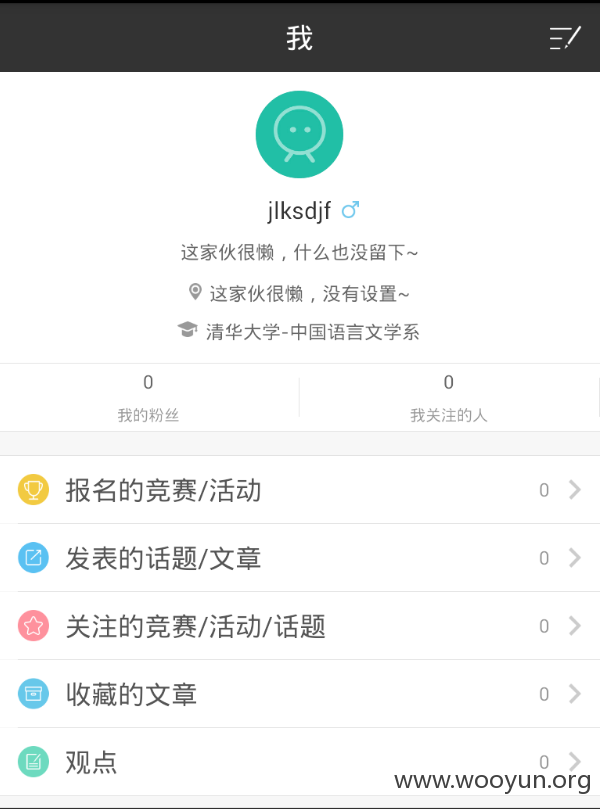 我
jlksdjf
这家伙很懒，什么也没留下~
这家伙很懒，没有设置~
清华大学-中国语言文学系
0
0
我的粉丝
我关注的人
报名的竞赛/活动 0
发表的话题/文章 0
关注的竞赛/活动/话题 0
收藏的文章 0
观点 0
www.wooyun.org